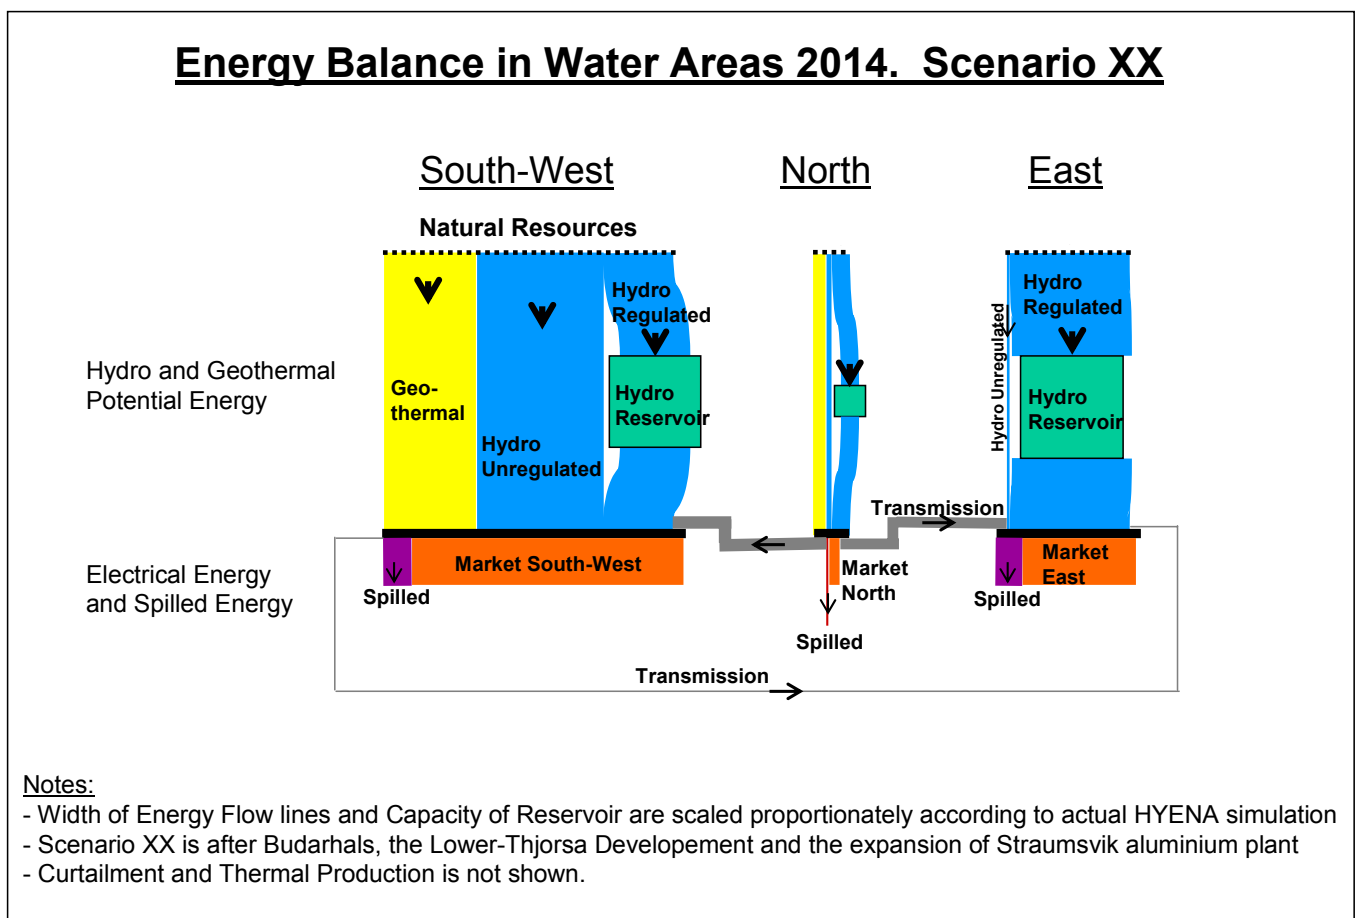 Energy Balance in Water Areas 2014.  Scenario XX
South-West
North
East
Natural Resources
Hydro
Regulated
Hydro
Regulated
Hydro Unregulated
Hydro and Geothermal
Potential Energy
Geo-
thermal
Hydro
Reservoir
Hydro
Reservoir
Hydro
Unregulated
Transmission
Electrical Energy
and Spilled Energy
Market South-West
Market
North
Market
East
Spilled
Spilled
Spilled
Transmission
Notes:
- Width of Energy Flow lines and Capacity of Reservoir are scaled proportionately according to actual HYENA simulation
- Scenario XX is after Budarhals, the Lower-Thjorsa Developement and the expansion of Straumsvik aluminium plant
- Curtailment and Thermal Production is not shown.